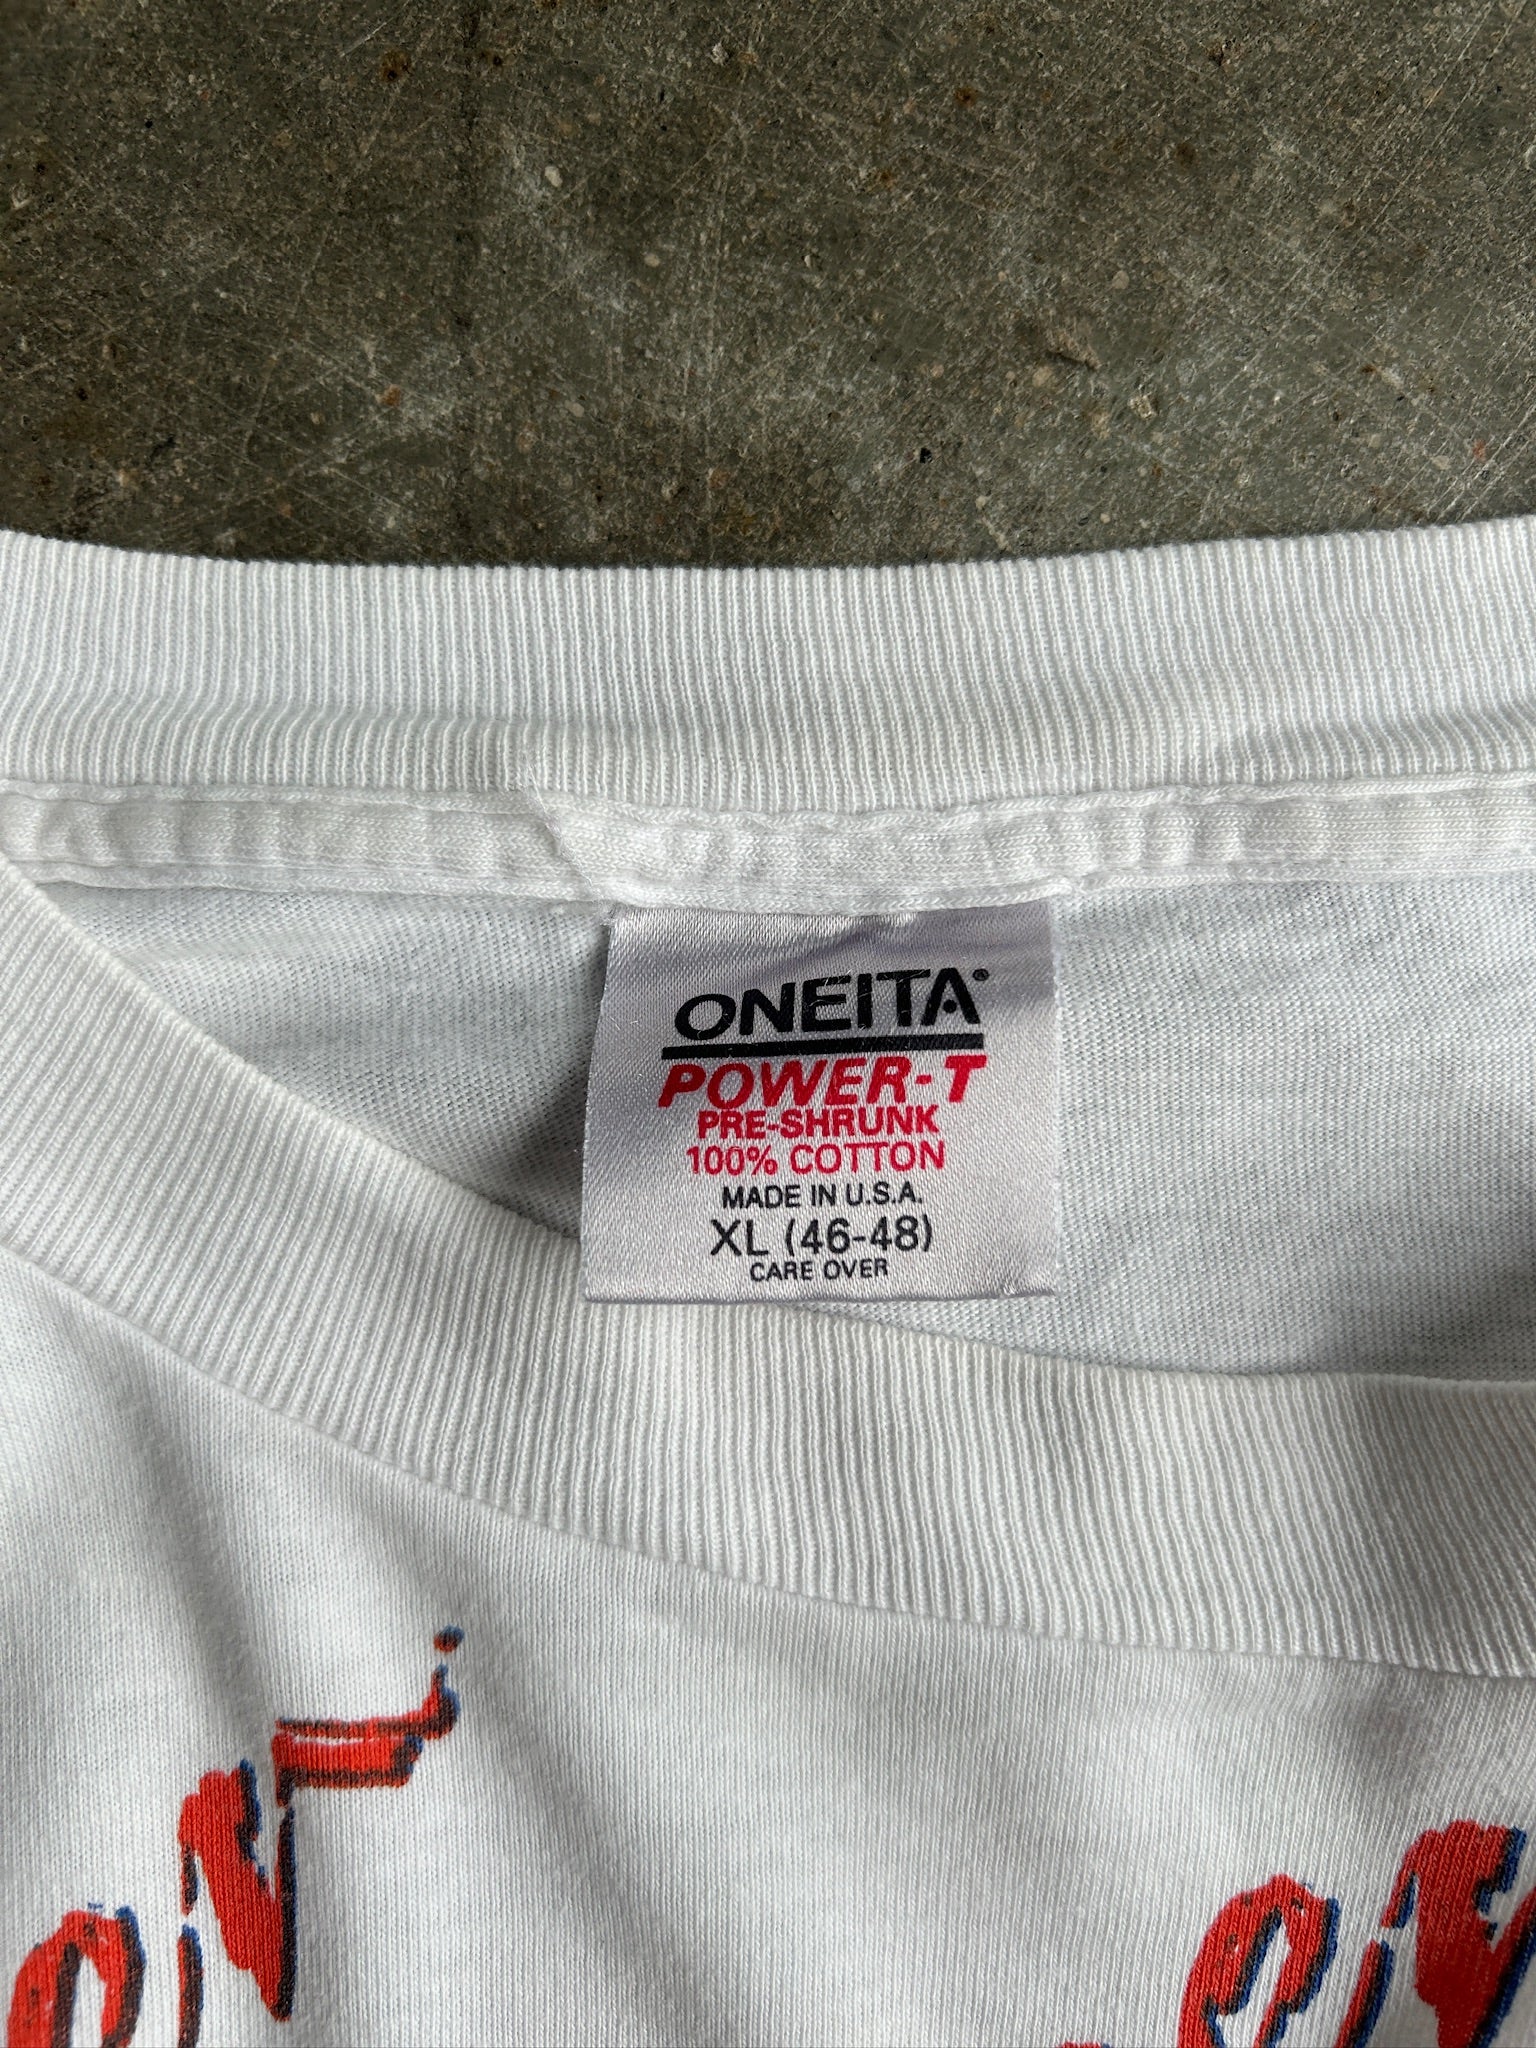 ONEITA®
POWER-T
PRE-SHRUNK
100% COTTON
MADE IN U.S.A.
XL (46-48)
CARE OVER